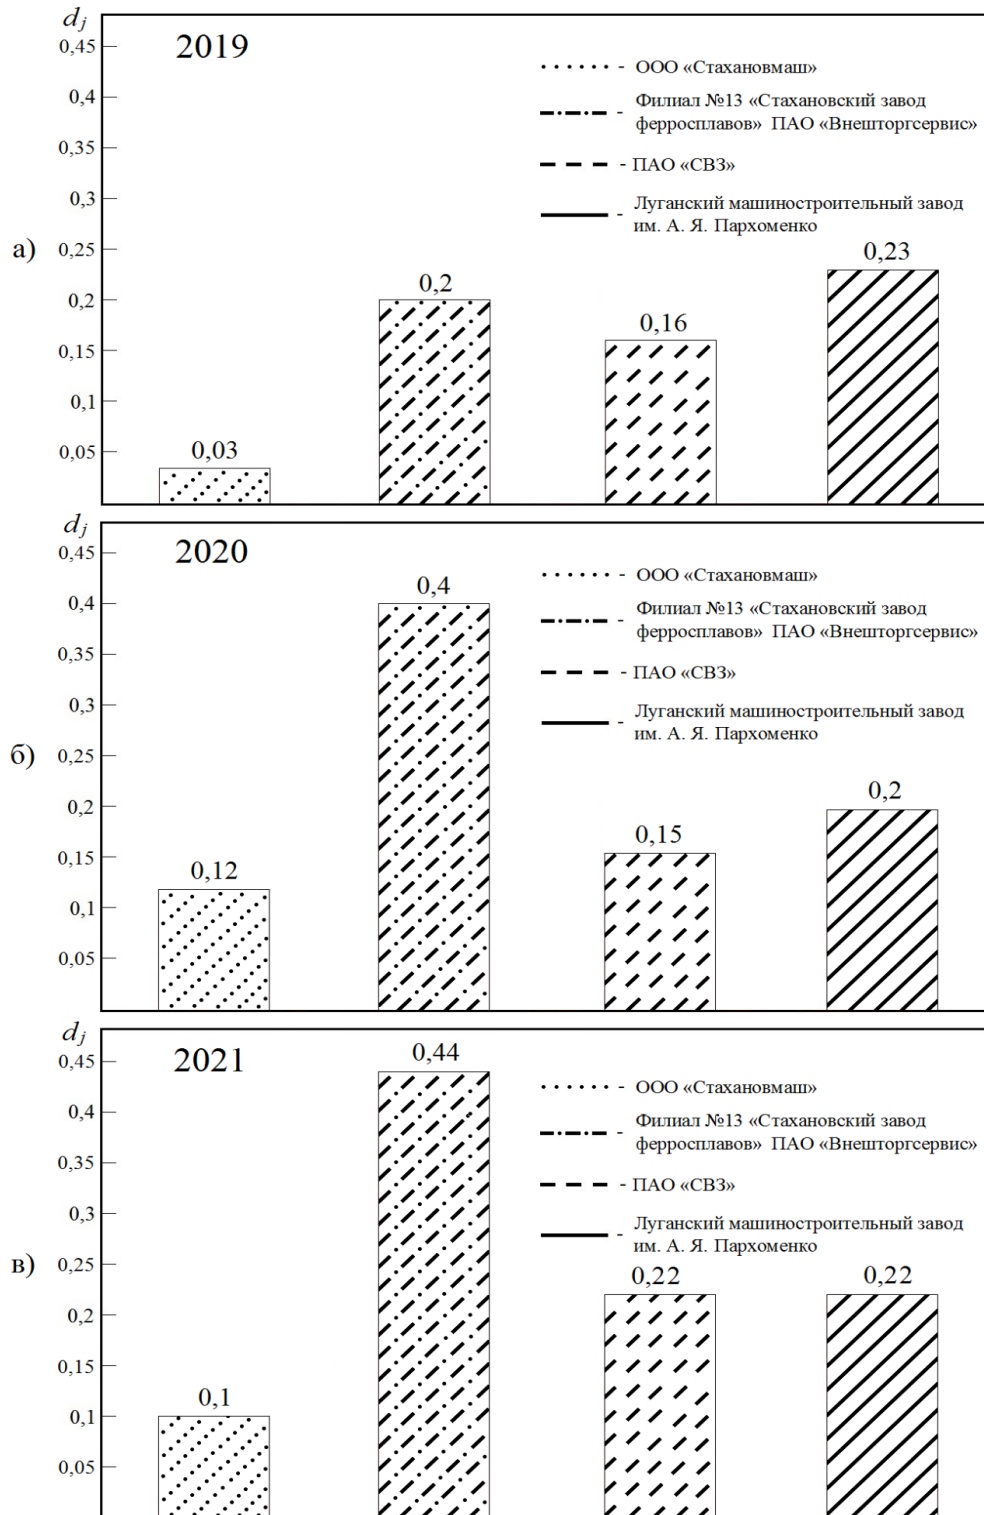 dj
0,45
2019
0,4
0,35
0,3
а)
0,25
0,2
0,15
0,1
0,05
- ООО «Стахановмаш»
- Филиал №13 «Стахановский завод
ферросплавов» ПАО «Внешторгсервис»
- ПАО «СВЗ»
- Луганский машиностроительный завод
им. А. Я. Пархоменко
0,03
0,2
0,16
0,23
dj
0,45
2020
0,4
0,35
0,3
б)
0,25
0,2
0,15
0,1
0,05
- ООО «Стахановмаш»
- Филиал №13 «Стахановский завод
ферросплавов» ПАО «Внешторгсервис»
- ПАО «СВЗ»
- Луганский машиностроительный завод
им. А. Я. Пархоменко
0,12
0,4
0,15
0,2
dj
0,45
2021
0,4
0,35
0,3
в)
0,25
0,2
0,15
0,1
0,05
- ООО «Стахановмаш»
- Филиал №13 «Стахановский завод
ферросплавов» ПАО «Внешторгсервис»
- ПАО «СВЗ»
- Луганский машиностроительный завод
им. А. Я. Пархоменко
0,1
0,44
0,22
0,22